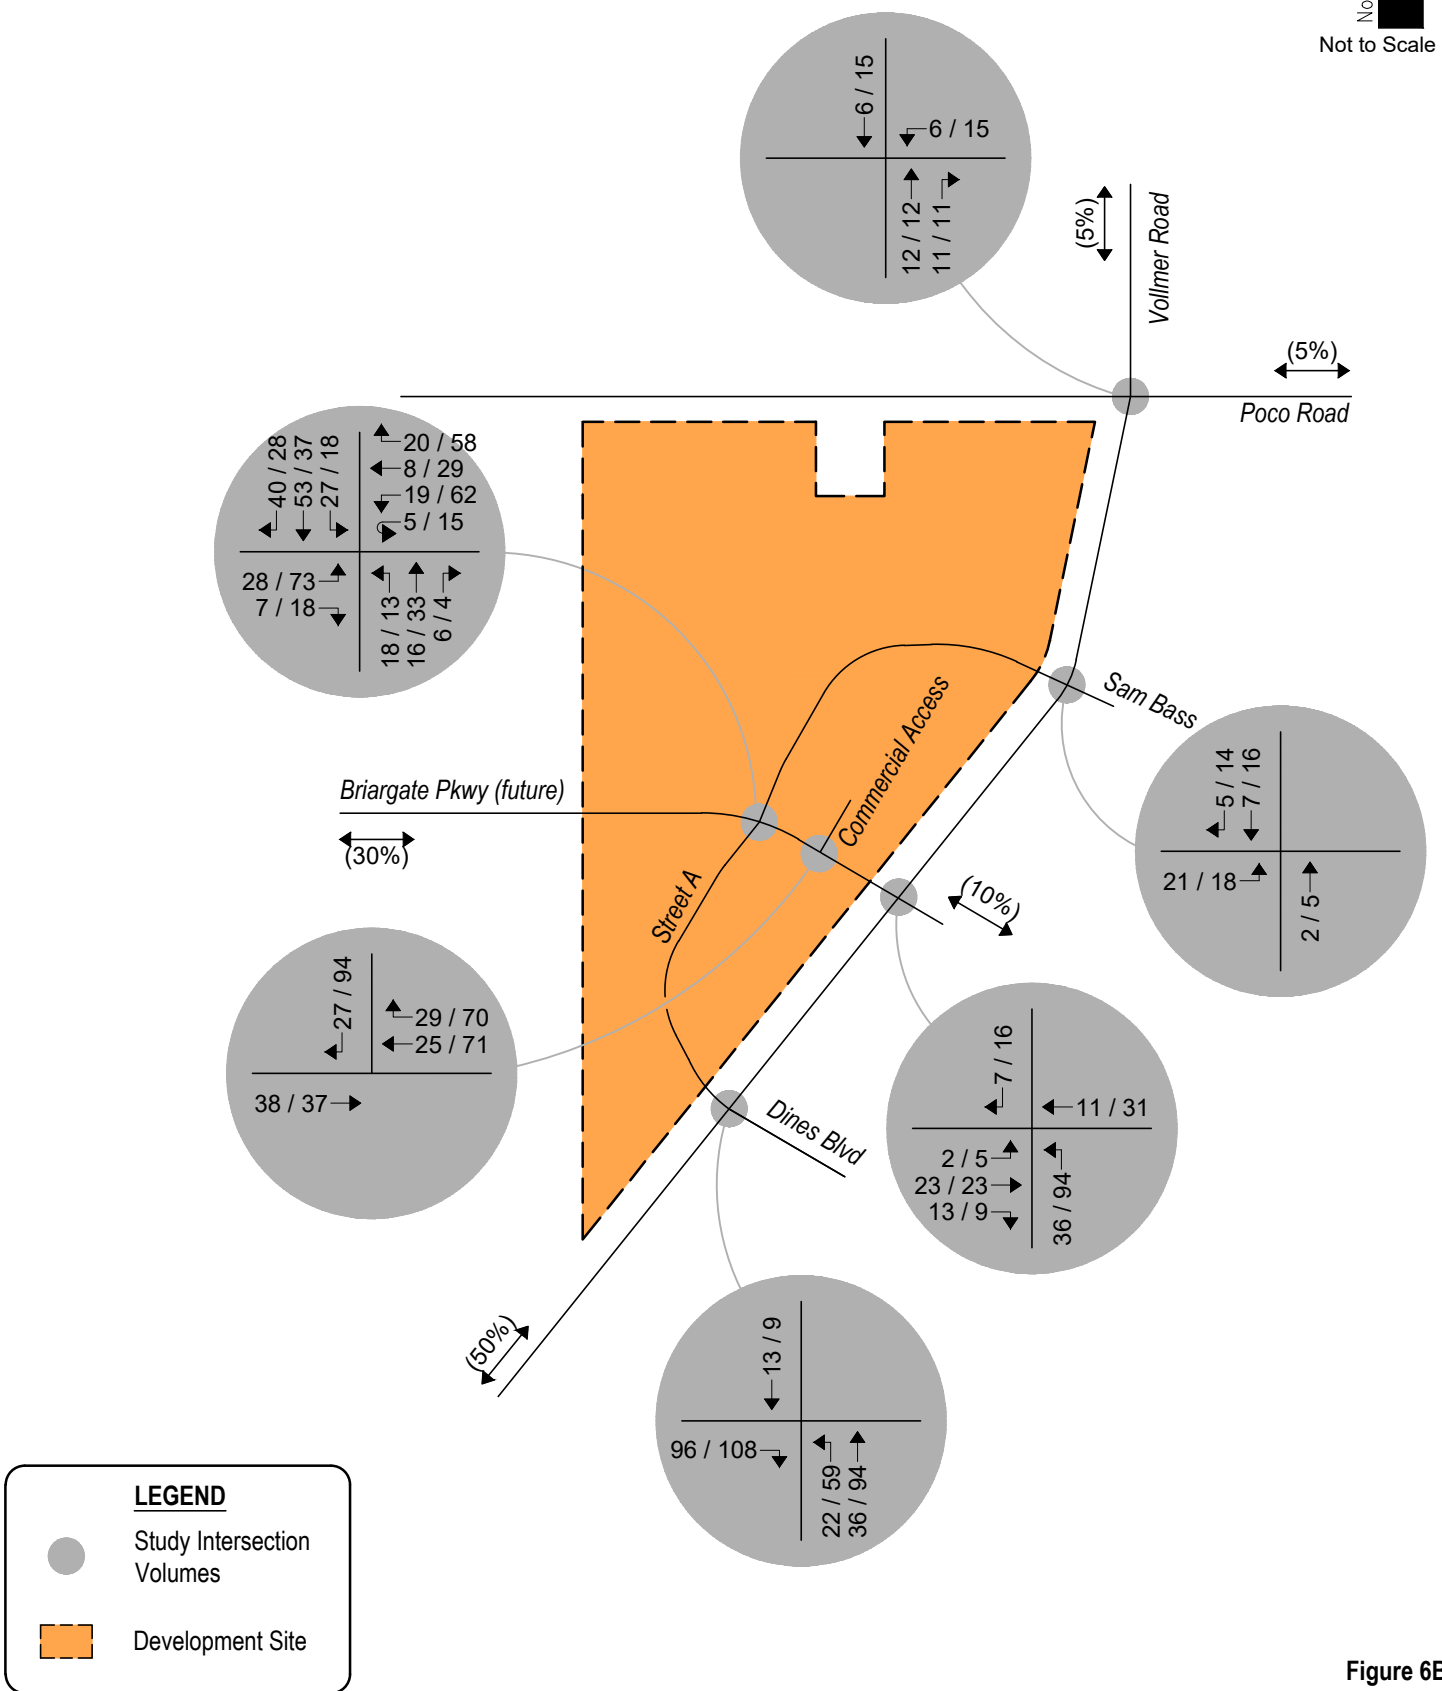 No
Not to Scale
6 / 15
6 / 15
12 / 12
11 / 11
(5%)
Vollmer Road
(5%)
Poco Road
40 / 28
53 / 37
27 / 18
20 / 58
8 / 29
19 / 62
5 / 15
28 / 73
7 / 18
18 / 13
16 / 33
6 / 4
Sam Bass
Commercial Access
5 / 14
7 / 16
21 / 18
2 / 5
Briargate Pkwy (future)
(30%)
Street A
(10%)
27 / 94
29 / 70
25 / 71
38 / 37
7 / 16
11 / 31
2 / 5
23 / 23
13 / 9
36 / 94
Dines Blvd
(50%)
13 / 9
96 / 108
22 / 59
36 / 94
LEGEND
Study Intersection
Volumes
Development Site
Figure 6B